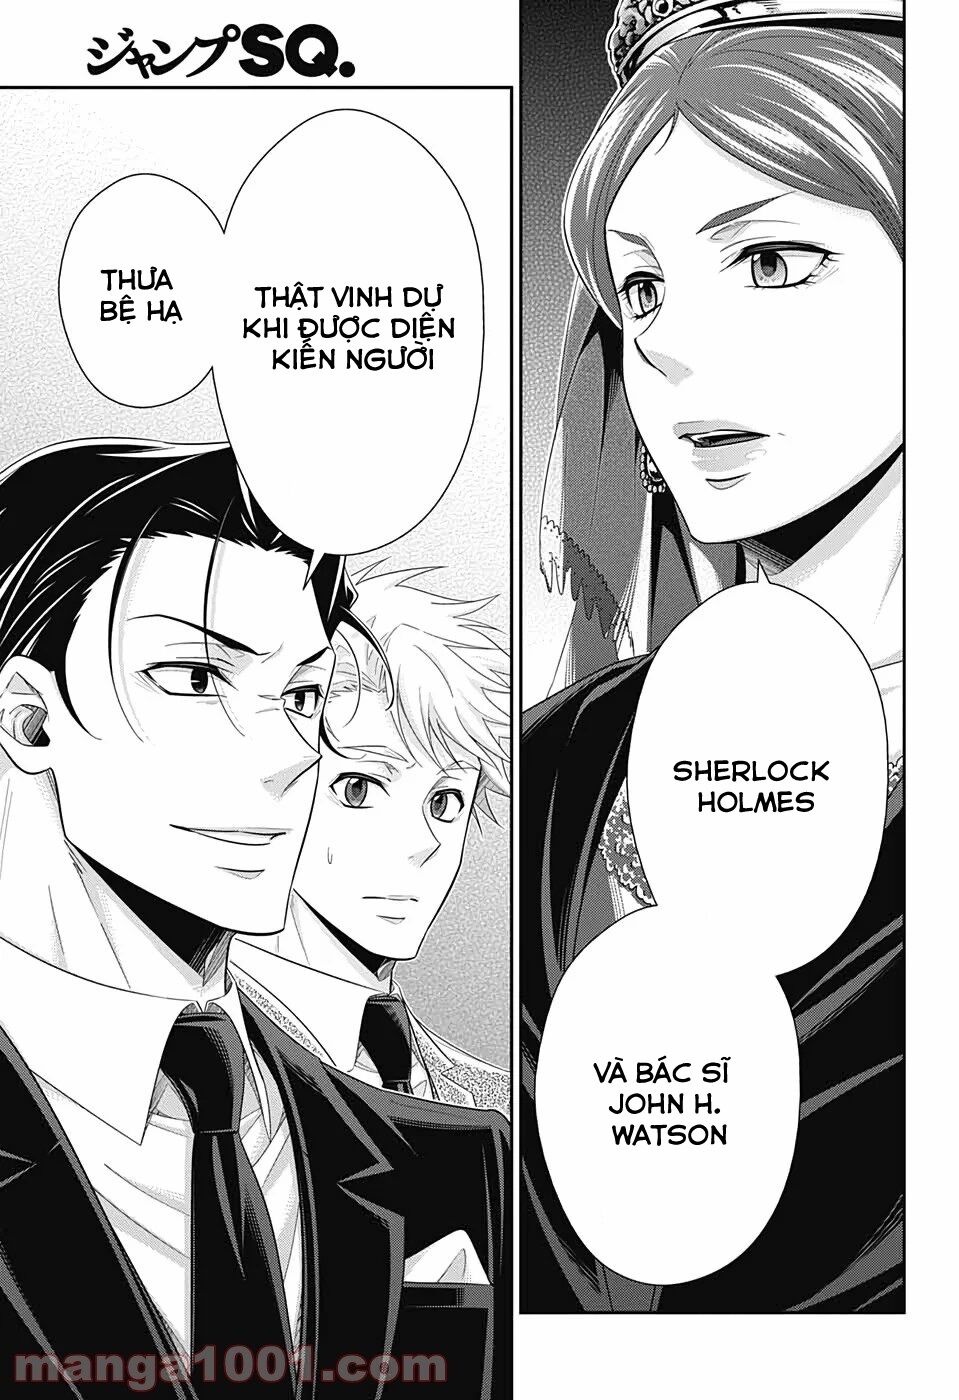 ジャンプSQ.
SHERLOCK
HOLMES
VÀ BÁC SĨ
JOHN H.
WATSON
THẬT VINH DỰ
KHI ĐƯỢC DIỆN
KIẾN NGƯỜI
THƯA
BỆ HẠ
manga1001.com